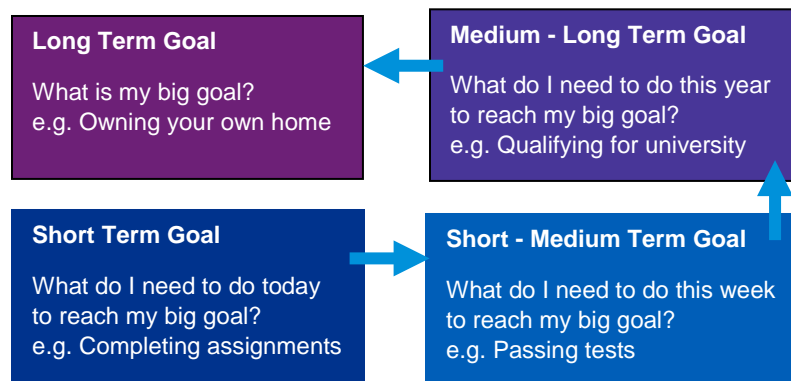 Long Term Goal
What is my big goal?
e.g. Owning your own home
Medium - Long Term Goal
What do I need to do this year
to reach my big goal?
e.g. Qualifying for university
Short Term Goal
What do I need to do today
to reach my big goal?
e.g. Completing assignments
Short - Medium Term Goal
What do I need to do this week
to reach my big goal?
e.g. Passing tests